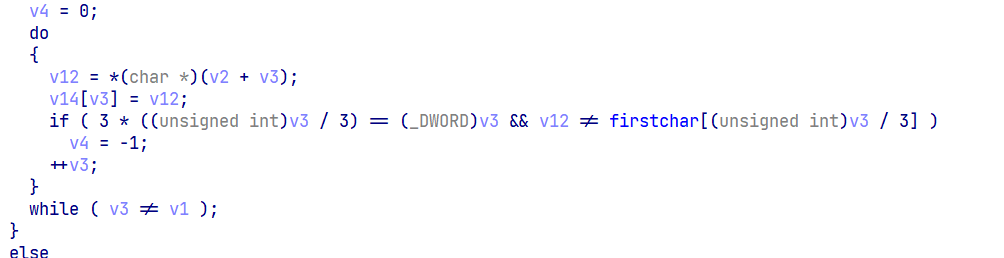 v4 = 0;
do
{
v12 = *(char *)(v2 + v3);
v14[v3] = v12;
if ( 3 * ((unsigned int)v3 / 3) == (_DWORD)v3 && v12 != firstchar[(unsigned int)v3 / 3] )
v4 = -1;
++v3;
}
while ( v3 != v1 );
}
else